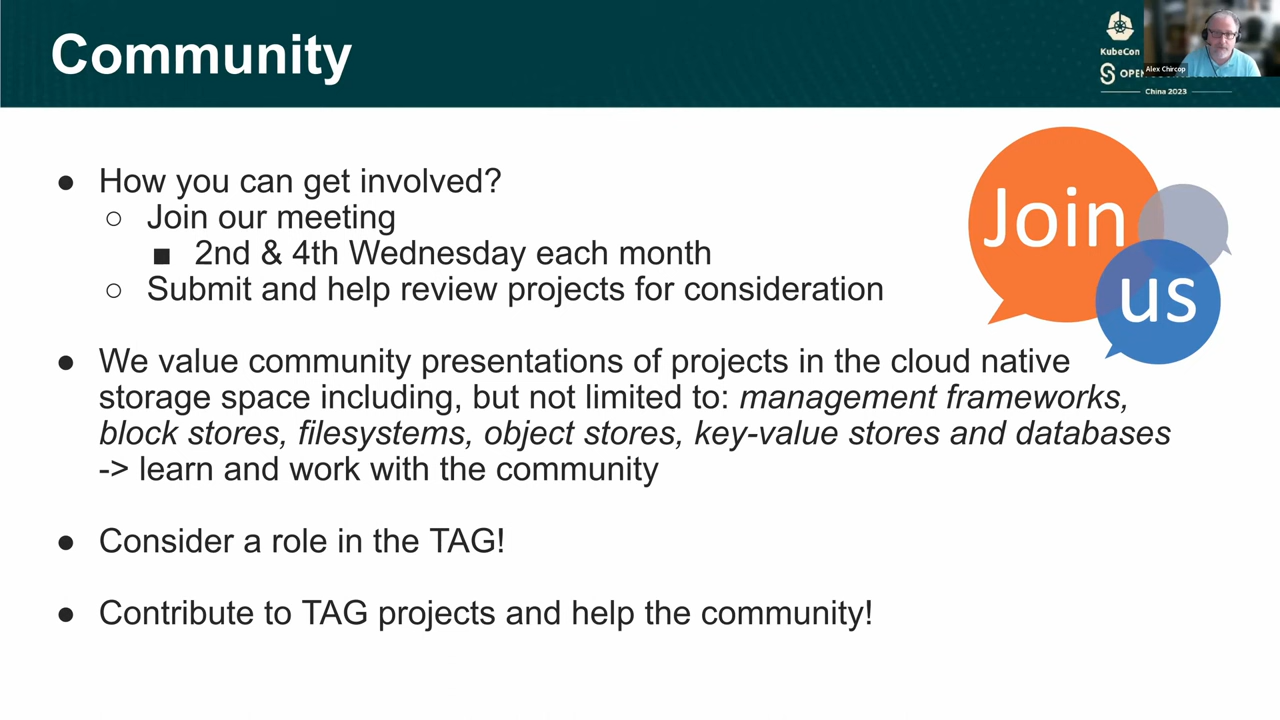 Community
KubeCon
OPE
China 2023
Alex Chircop
● How you can get involved?
○ Join our meeting
■ 2nd & 4th Wednesday each month
○ Submit and help review projects for consideration
● We value community presentations of projects in the cloud native
storage space including, but not limited to: management frameworks,
block stores, filesystems, object stores, key-value stores and databases
-> learn and work with the community
● Consider a role in the TAG!
● Contribute to TAG projects and help the community!
Join
us